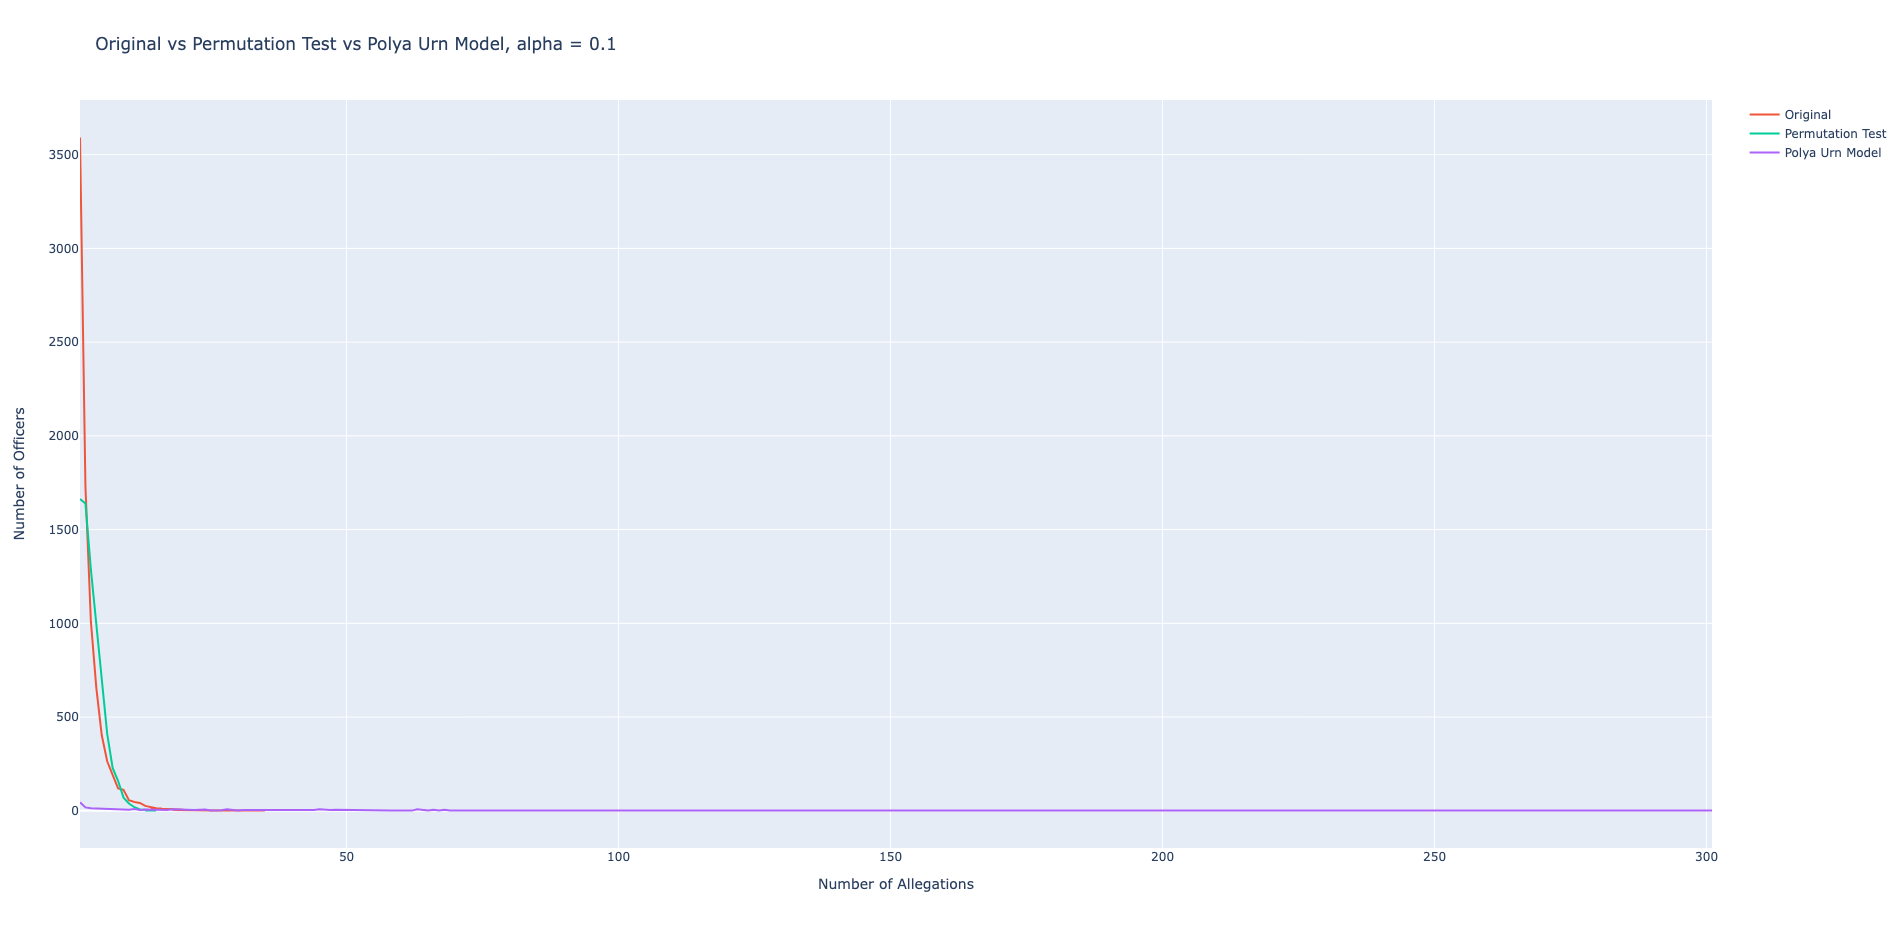 Original vs Permutation Test vs Polya Urn Model, alpha = 0.1
Original
Permutation Test
Polya Urn Model
3500
3000
2500
2000
1500
1000
500
0
Number of Officers
50
100
150
200
250
300
Number of Allegations